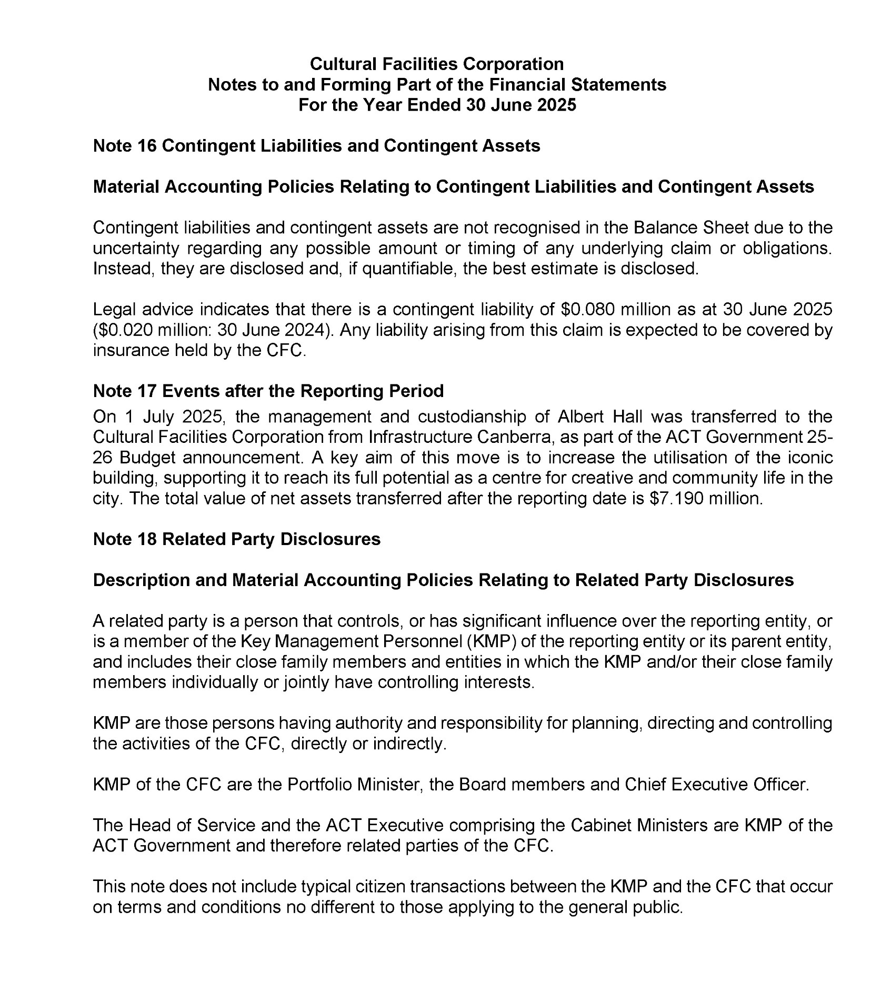 Cultural Facilities Corporation
Notes to and Forming Part of the Financial Statements
For the Year Ended 30 June 2025
Note 16 Contingent Liabilities and Contingent Assets
Material Accounting Policies Relating to Contingent Liabilities and Contingent Assets
Contingent liabilities and contingent assets are not recognised in the Balance Sheet due to the
uncertainty regarding any possible amount or timing of any underlying claim or obligations.
Instead, they are disclosed and, if quantifiable, the best estimate is disclosed.
Legal advice indicates that there is a contingent liability of $0.080 million as at 30 June 2025
($0.020 million: 30 June 2024). Any liability arising from this claim is expected to be covered by
insurance held by the CFC.
Note 17 Events after the Reporting Period
On 1 July 2025, the management and custodianship of Albert Hall was transferred to the
Cultural Facilities Corporation from Infrastructure Canberra, as part of the ACT Government 25-
26 Budget announcement. A key aim of this move is to increase the utilisation of the iconic
building, supporting it to reach its full potential as a centre for creative and community life in the
city. The total value of net assets transferred after the reporting date is $7.190 million.
Note 18 Related Party Disclosures
Description and Material Accounting Policies Relating to Related Party Disclosures
A related party is a person that controls, or has significant influence over the reporting entity, or
is a member of the Key Management Personnel (KMP) of the reporting entity or its parent entity,
and includes their close family members and entities in which the KMP and/or their close family
members individually or jointly have controlling interests.
KMP are those persons having authority and responsibility for planning, directing and controlling
the activities of the CFC, directly or indirectly.
KMP of the CFC are the Portfolio Minister, the Board members and Chief Executive Officer.
The Head of Service and the ACT Executive comprising the Cabinet Ministers are KMP of the
ACT Government and therefore related parties of the CFC.
This note does not include typical citizen transactions between the KMP and the CFC that occur
on terms and conditions no different to those applying to the general public.